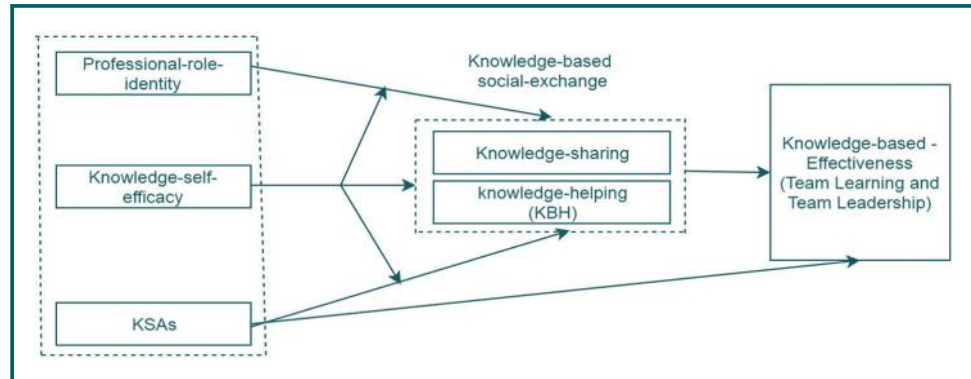 Professional-role-
identity
Knowledge-based
social-exchange
Knowledge-self-
efficacy
Knowledge-sharing
knowledge-helping
(KBH)
Knowledge-based -
Effectiveness
(Team Learning and
Team Leadership)
KSAs